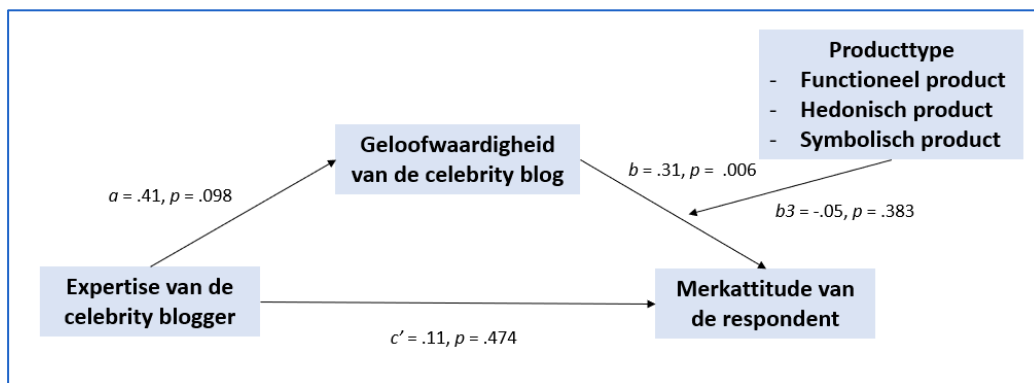 Producttype
- Functioneel product
- Hedonisch product
- Symbolisch product
Geloofwaardigheid
van de celebrity blog
b = .31, p = .006
a = .41, p = .098
b3 = -.05, p = .383
Expertise van de
celebrity blogger
Merkattitude van
de respondent
c’ = .11, p = .474